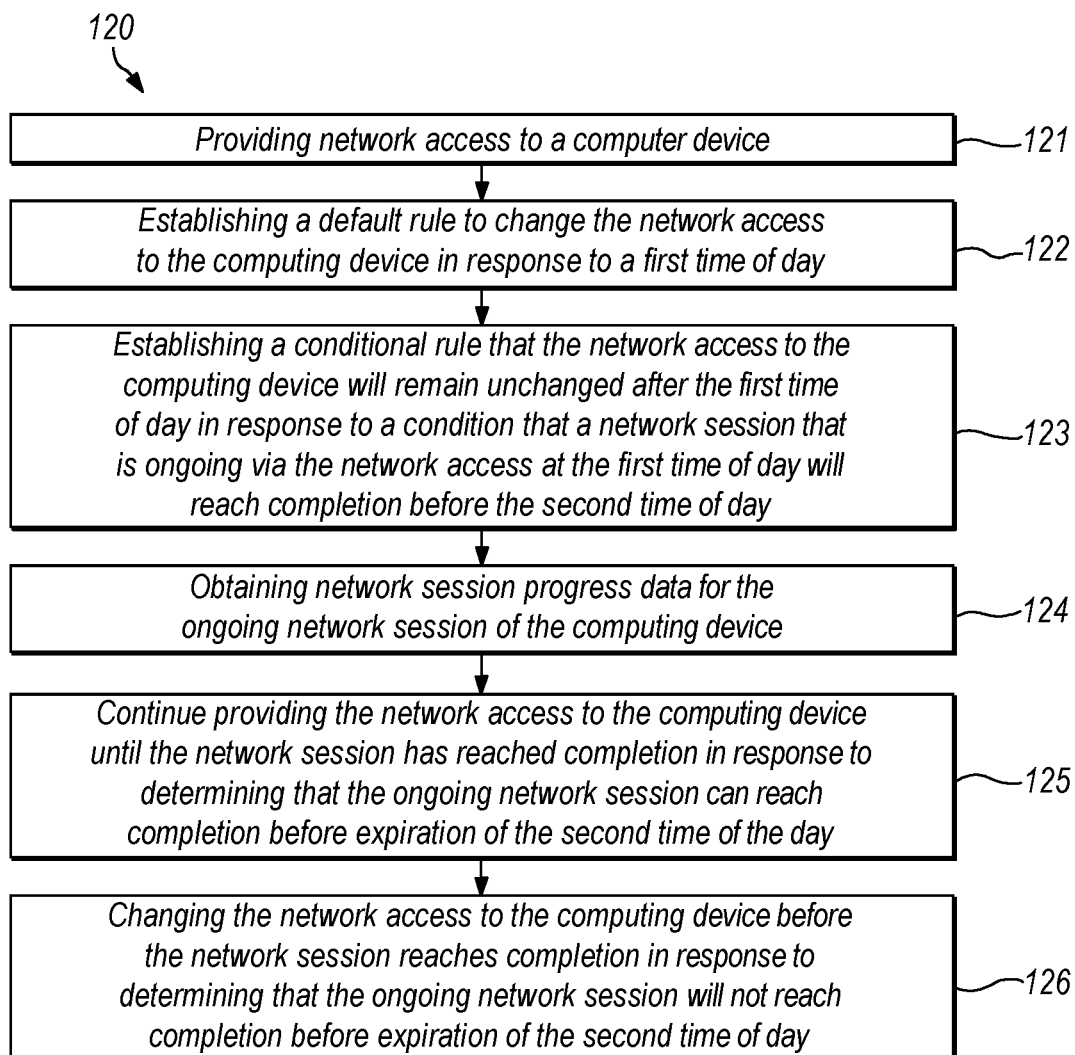 120
Providing network access to a computer device
121
Establishing a default rule to change the network access
to the computing device in response to a first time of day
122
Establishing a conditional rule that the network access to the
computing device will remain unchanged after the first time
of day in response to a condition that a network session that
is ongoing via the network access at the first time of day will
reach completion before the second time of day
123
Obtaining network session progress data for the
ongoing network session of the computing device
124
Continue providing the network access to the computing device
until the network session has reached completion in response to
determining that the ongoing network session can reach
completion before expiration of the second time of the day
125
Changing the network access to the computing device before
the network session reaches completion in response to
determining that the ongoing network session will not reach
completion before expiration of the second time of day
126